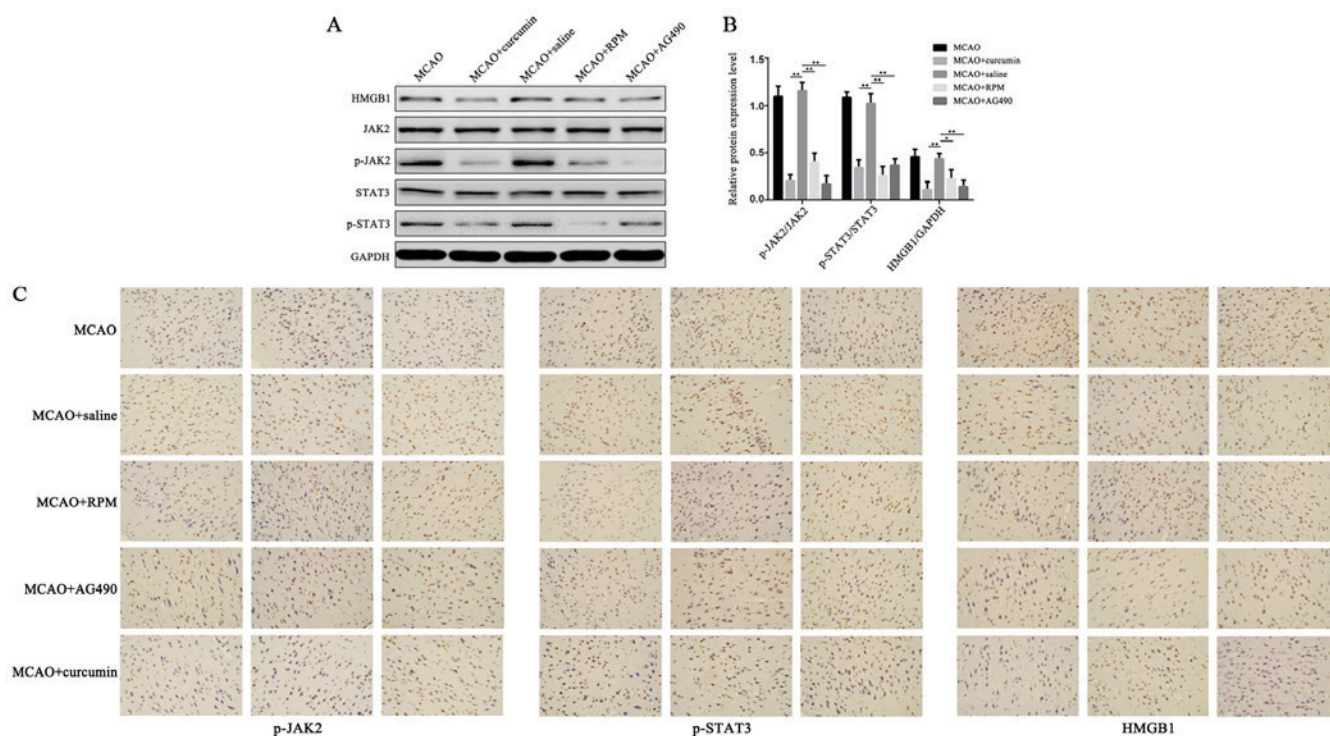 A
MCAO
MCAO+curcumin
MCAO+saline
MCAO+RPM
MCAO+AG490
HMGB1
JAK2
p-JAK2
STAT3
p-STAT3
GAPDH
B
Relative protein expression level
1.5
1.0
0.5
0.0
** ** **
** ** **
** * **
p-JAK2/JAK2
p-STAT3/STAT3
HMGB1/GAPDH
MCAO
MCAO+curcumin
MCAO+saline
MCAO+RPM
MCAO+AG490
C
MCAO
MCAO+saline
MCAO+RPM
MCAO+AG490
MCAO+curcumin
p-JAK2
p-STAT3
HMGB1